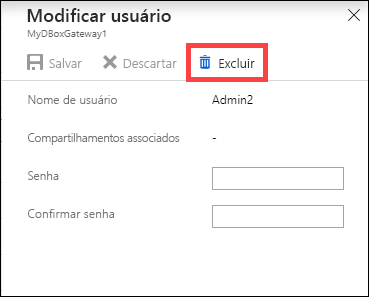 Modificar usuário
MyDBoxGateway1
Salvar Descartar Excluir
Nome de usuário Admin2
Compartilhamentos associados -
Senha
Confirmar senha